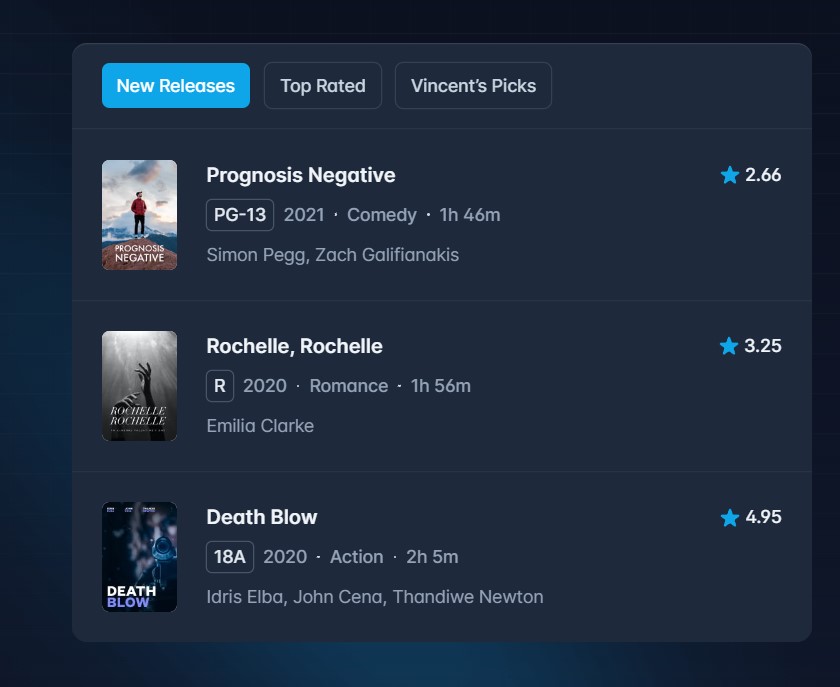 New Releases
Top Rated
Vincent’s Picks
PROGNOSIS
NEGATIVE
Prognosis Negative
2.66
PG-13 2021 · Comedy · 1h 46m
Simon Pegg, Zach Galifianakis
ROCHELLE
ROCHELLE
Rochelle, Rochelle
3.25
R 2020 · Romance · 1h 56m
Emilia Clarke
DEATH
BLOW
Death Blow
4.95
18A 2020 · Action · 2h 5m
Idris Elba, John Cena, Thandiwe Newton